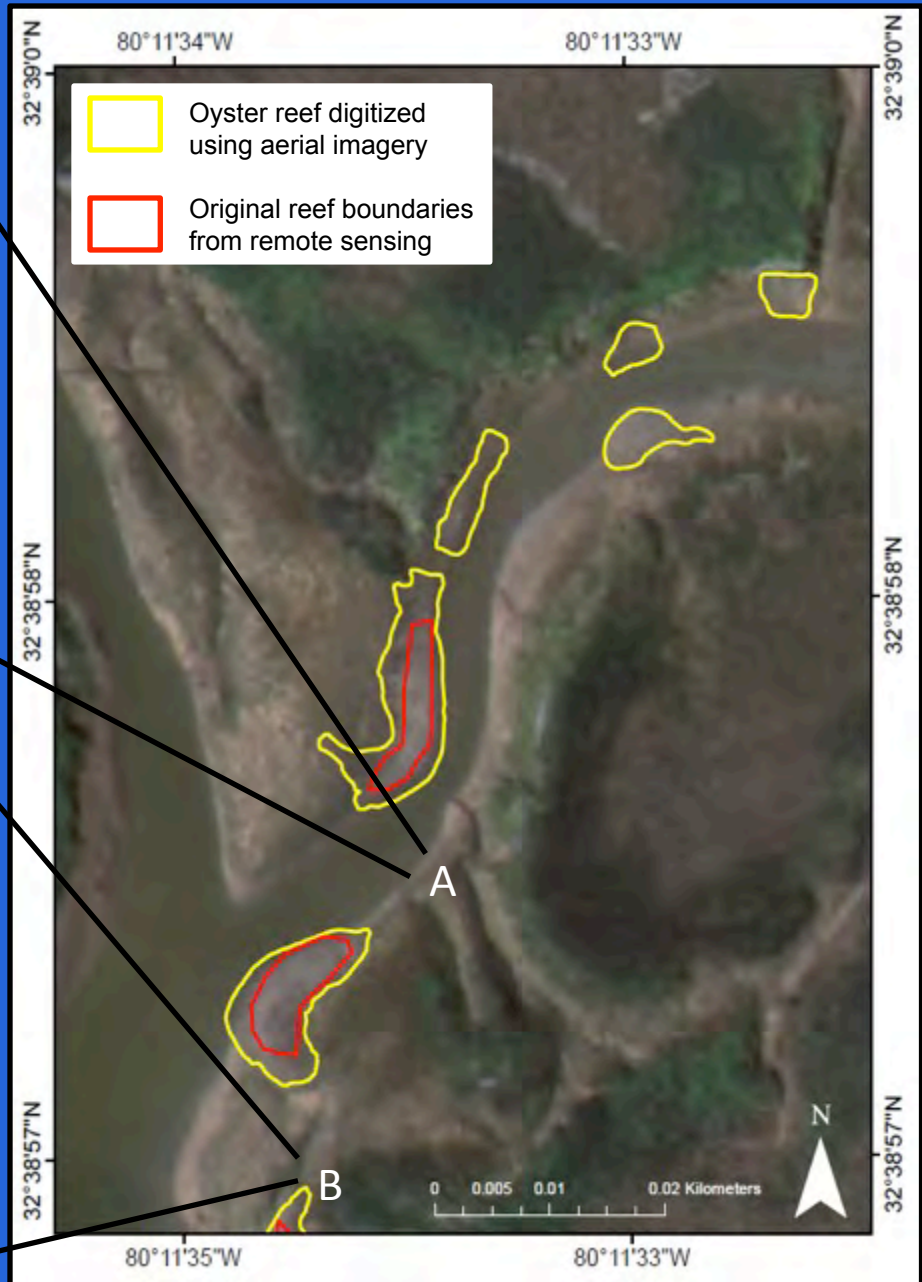 80°11'34"W 80°11'33"W
32°39'0"N 32°39'0"N
Oyster reef digitized
using aerial imagery
Original reef boundaries
from remote sensing
32°38'58"N 32°38'58"N
A
N
32°38'57"N 32°38'57"N
B
0 0.005 0.01 0.02 Kilometers
80°11'35"W 80°11'33"W